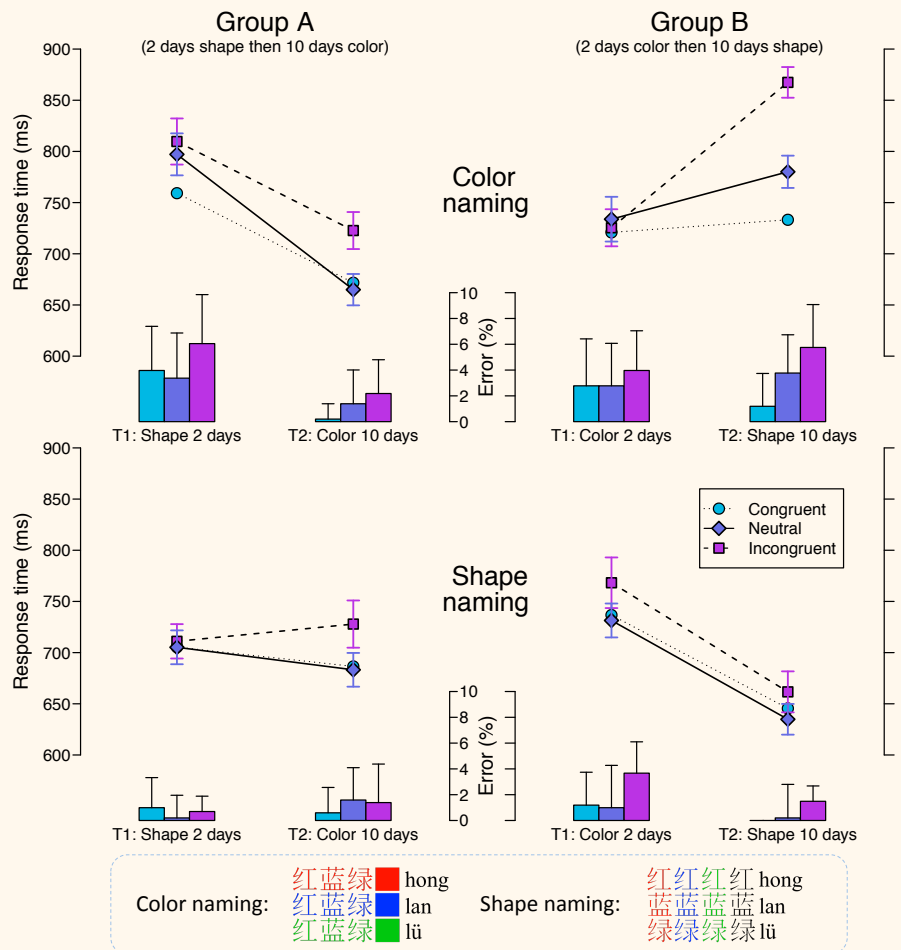 Group A
(2 days shape then 10 days color)
Group B
(2 days color then 10 days shape)
Response time (ms)
900
850
800
750
700
650
600
Color
naming
Error (%)
10
8
6
4
2
0
T1: Shape 2 days
T2: Color 10 days
T1: Color 2 days
T2: Shape 10 days
Response time (ms)
900
850
800
750
700
650
600
Congruent
Neutral
Incongruent
Shape
naming
Error (%)
10
8
6
4
2
0
T1: Shape 2 days
T2: Color 10 days
T1: Color 2 days
T2: Shape 10 days
Color naming:
红蓝绿 hong
红蓝绿 lan
红蓝绿 lü
Shape naming:
红红红红 hong
蓝蓝蓝蓝 lan
绿绿绿绿 lü